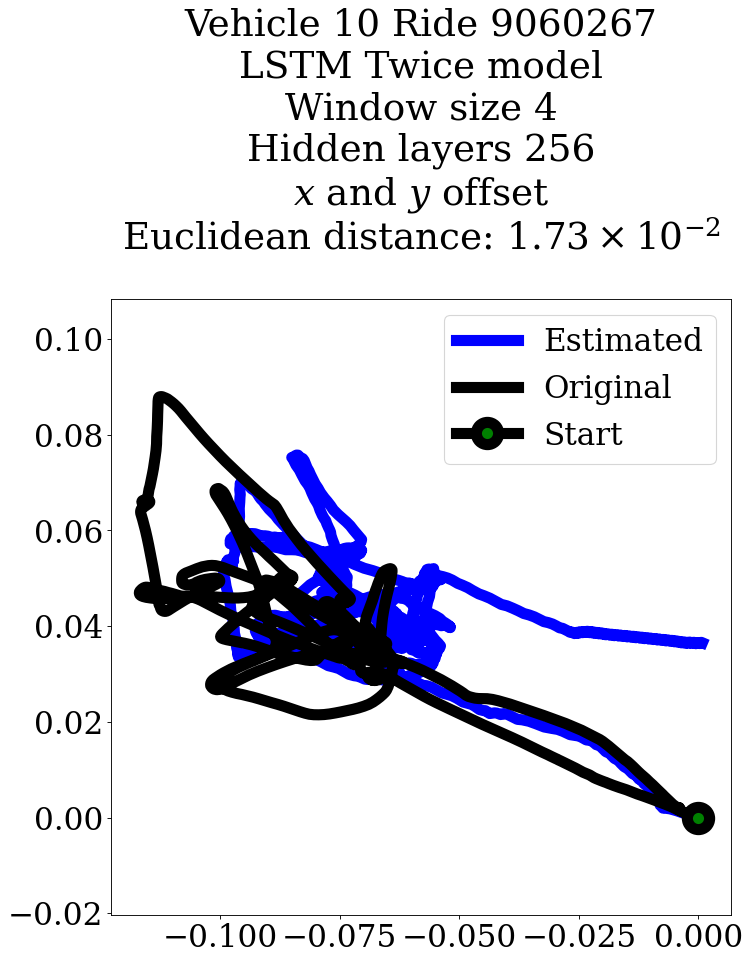 Vehicle 10 Ride 9060267
LSTM Twice model
Window size 4
Hidden layers 256
x and y offset
Euclidean distance: 1.73 × 10⁻²
Estimated
Original
Start
0.10
0.08
0.06
0.04
0.02
0.00
−0.02
−0.100 −0.075 −0.050 −0.025 0.000